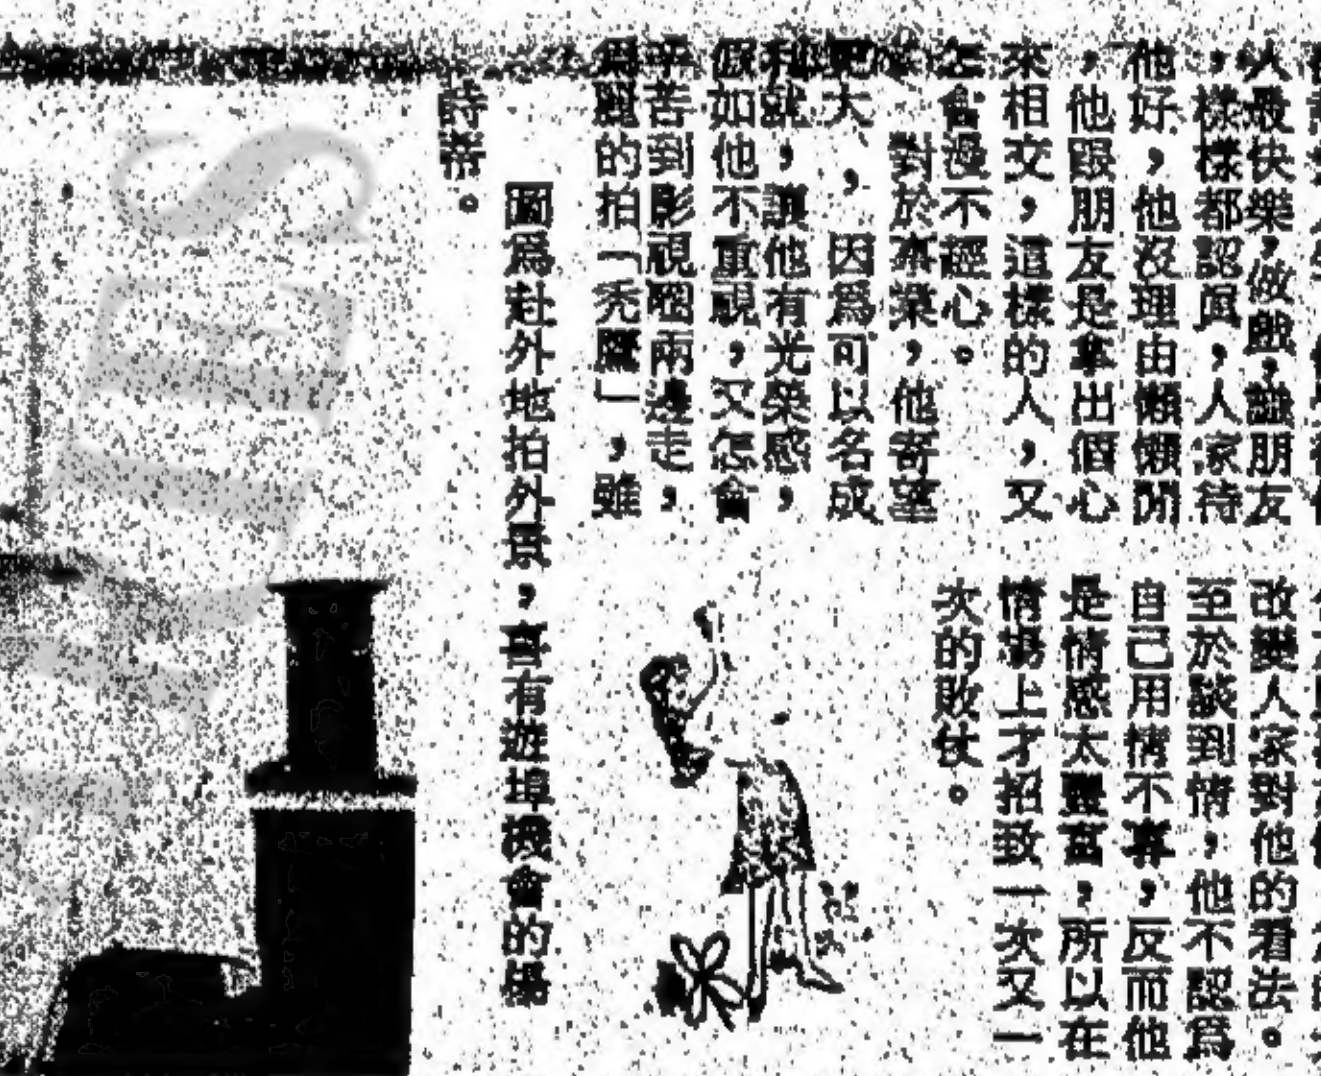 人最快樂，做戲，識朋友
，樣樣都認眞，人家待
他好，他沒理由懶懶閒
，他跟朋友是拿出個心
來相交，這樣的人，又
怎會漫不經心。
對於本業，他寄望
更大，因爲可以名成
利就，讓他有光榮感，
假如他不重視，又怎會
辛苦到影視圈兩邊走，
的拍「禿鷹」，雖
改變人家對他的看法。
至於談到情，他不認爲
自己用情不專，反而他
是情感太豐富，所以在
情場上才招致一次又一
次的敗仗。
圖爲赴外地拍外景，喜有遊埠機會的楊
時帝。